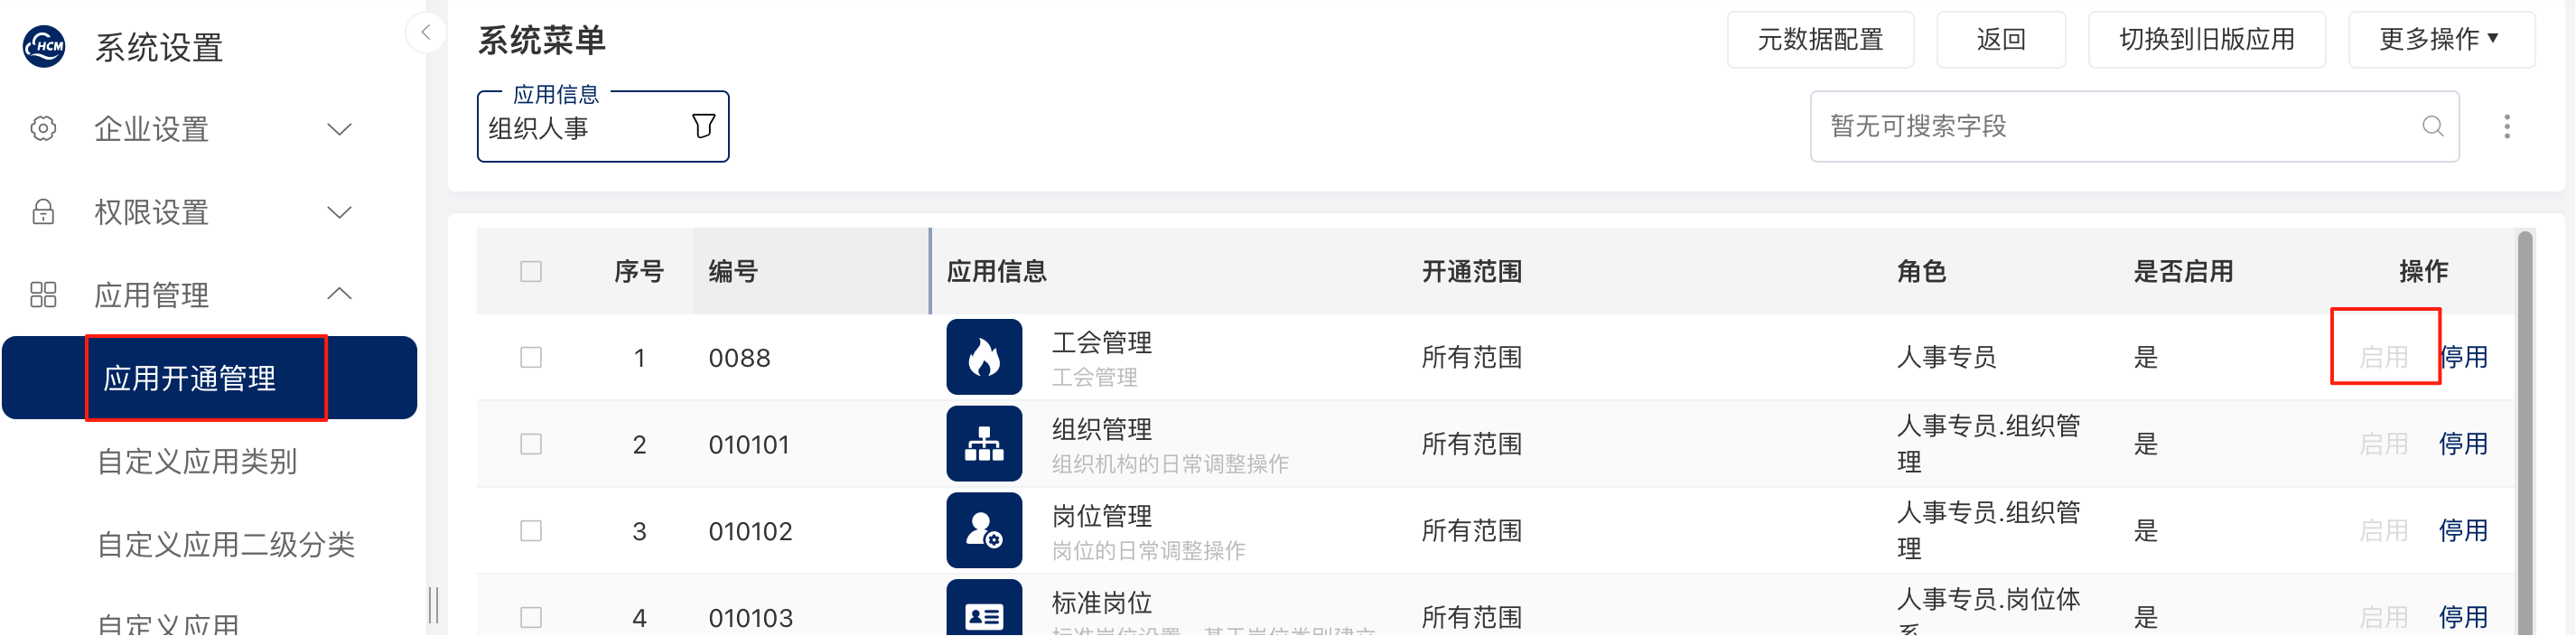 HCM
系统设置
企业设置
权限设置
应用管理
应用开通管理
自定义应用类别
自定义应用二级分类
自定义应用
系统菜单
元数据配置
返回
切换到旧版应用
更多操作▼
应用信息
组织人事
暂无可搜索字段
序号 编号 应用信息 开通范围 角色 是否启用 操作
1 0088 工会管理 所有范围 人事专员 是 启用 停用
工会管理
2 010101 组织管理 所有范围 人事专员.组织管 是 启用 停用
组织机构的日常调整操作 理
3 010102 岗位管理 所有范围 人事专员.组织管 是 启用 停用
岗位的日常调整操作 理
4 010103 标准岗位 所有范围 人事专员.岗位体 是 启用 停用